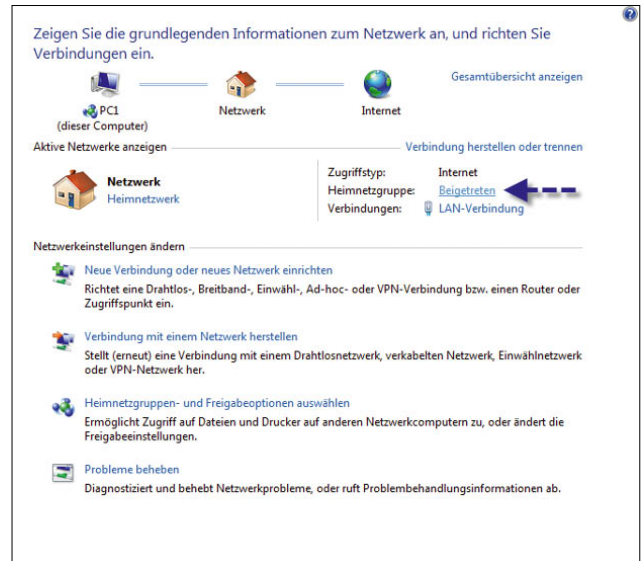 Zeigen Sie die grundlegenden Informationen zum Netzwerk an, und richten Sie
Verbindungen ein.
Gesamtübersicht anzeigen
PC1
(dieser Computer)
Netzwerk
Internet
Aktive Netzwerke anzeigen
Verbindung herstellen oder trennen
Netzwerk
Heimnetzwerk
Zugriffstyp: Internet
Heimnetzgruppe: Beigetreten
Verbindungen: LAN-Verbindung
Netzwerkeinstellungen ändern
Neue Verbindung oder neues Netzwerk einrichten
Richtet eine Drahtlos-, Breitband-, Einwähl-, Ad-hoc- oder VPN-Verbindung bzw. einen Router oder
Zugriffspunkt ein.
Verbindung mit einem Netzwerk herstellen
Stellt (erneut) eine Verbindung mit einem Drahtlosnetzwerk, verkabelten Netzwerk, Einwählnetzwerk
oder VPN-Netzwerk her.
Heimnetzgruppen- und Freigabeoptionen auswählen
Ermöglicht Zugriff auf Dateien und Drucker auf anderen Netzwerkcomputern zu, oder ändert die
Freigabeeinstellungen.
Probleme beheben
Diagnostiziert und behebt Netzwerkprobleme, oder ruft Problembehandlungsinformationen ab.